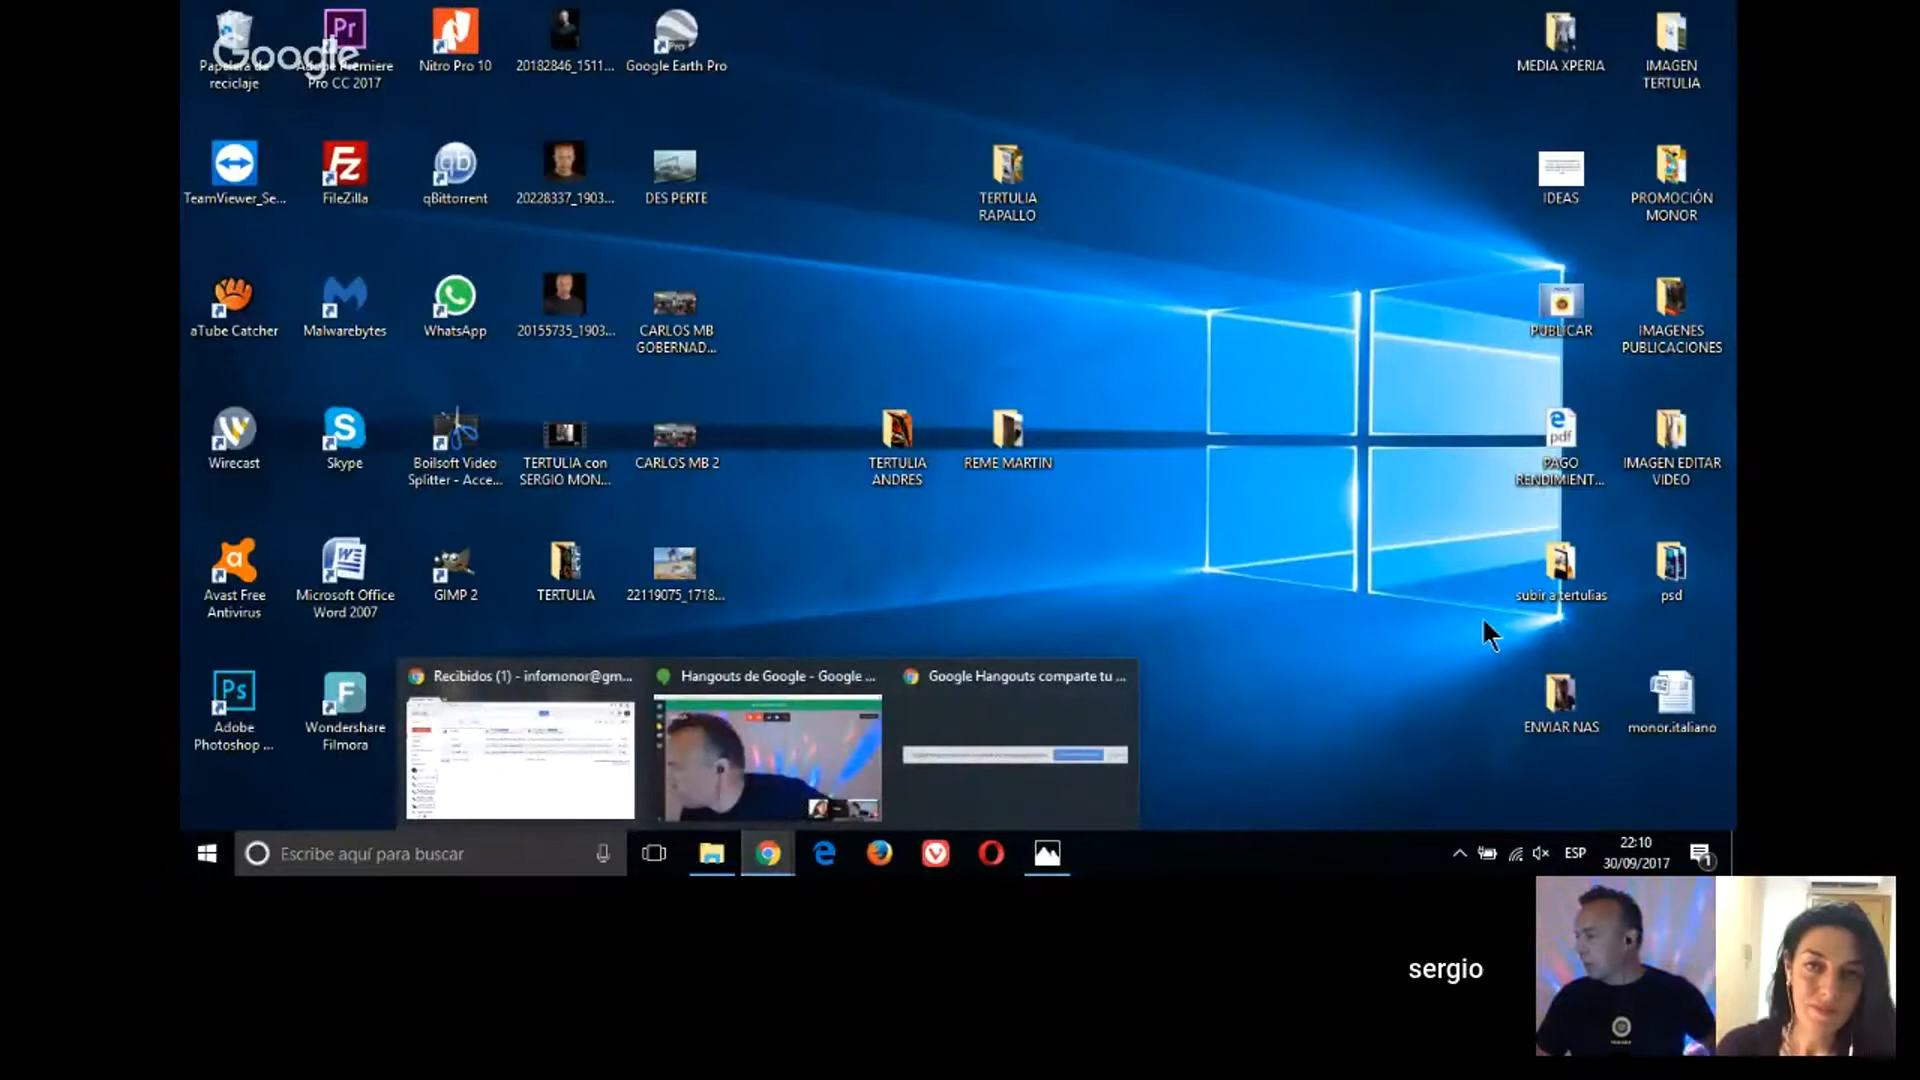 Google
Papelera de
reciclaje
Adobe Premiere
Pro CC 2017
Nitro Pro 10
20182846_1511...
Google Earth Pro
MEDIA XPERIA
IMAGEN
TERTULIA
TeamViewer_Se...
FileZilla
qBittorrent
20228337_1903...
DES PERTE
TERTULIA
RAPALLO
IDEAS
PROMOCIÓN
MONOR
aTube Catcher
Malwarebytes
WhatsApp
20155735_1903...
CARLOS MB
GOBERNAD...
PUBLICAR
IMAGENES
PUBLICACIONES
Wirecast
Skype
Boilsoft Video
Splitter - Acce...
TERTULIA con
SERGIO MON...
CARLOS MB 2
TERTULIA
ANDRES
REME MARTIN
pdf
PAGO
RENDIMIENT...
IMAGEN EDITAR
VIDEO
Avast Free
Antivirus
Microsoft Office
Word 2007
GIMP 2
TERTULIA
22119075_1718...
subir a tertulias
psd
Adobe
Photoshop ...
Wondershare
Filmora
Recibidos (1) - infomonor@gm...
Hangouts de Google - Google ...
Google Hangouts comparte tu ...
ENVIAR NAS
monor.italiano
Escribe aquí para buscar
ESP
22:10
30/09/2017
1
sergio